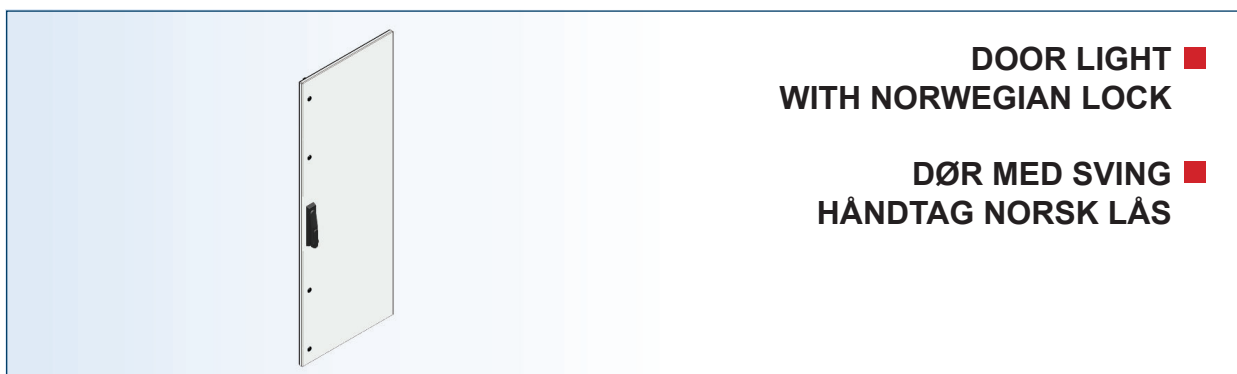 DOOR LIGHT
WITH NORWEGIAN LOCK
DØR MED SVING
HÅNDTAG NORSK LÅS